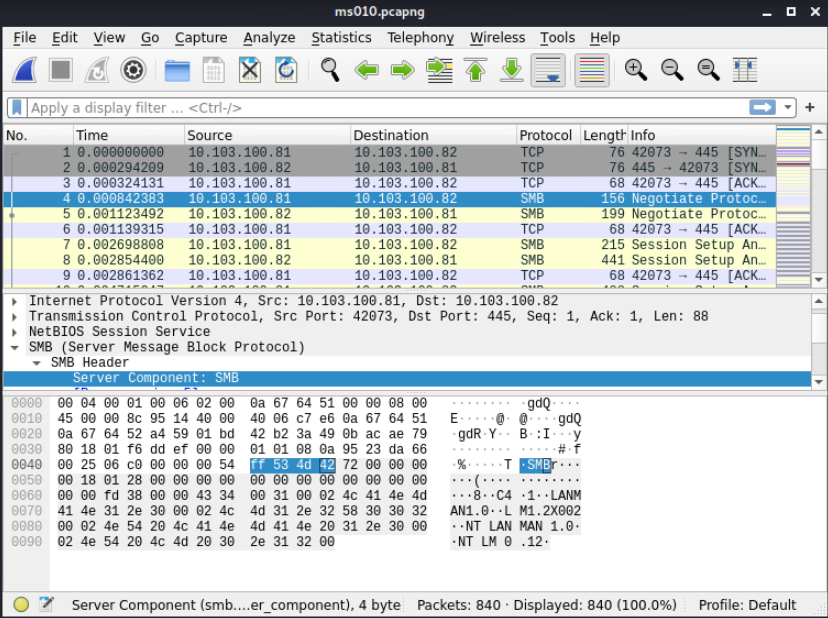 ms010.pcapng
File Edit View Go Capture Analyze Statistics Telephony Wireless Tools Help
Apply a display filter ... <Ctrl-/>
No. Time Source Destination Protocol Length Info
1 0.000000000 10.103.100.81 10.103.100.82 TCP 76 42073 → 445 [SYN…
2 0.000294209 10.103.100.82 10.103.100.81 TCP 76 445 → 42073 [SYN…
3 0.000324131 10.103.100.81 10.103.100.82 TCP 68 42073 → 445 [ACK…
4 0.000842383 10.103.100.81 10.103.100.82 SMB 156 Negotiate Protoc…
5 0.001123492 10.103.100.82 10.103.100.81 SMB 199 Negotiate Protoc…
6 0.001139315 10.103.100.81 10.103.100.82 TCP 68 42073 → 445 [ACK…
7 0.002698808 10.103.100.81 10.103.100.82 SMB 215 Session Setup An…
8 0.002854400 10.103.100.82 10.103.100.81 SMB 441 Session Setup An…
9 0.002861362 10.103.100.81 10.103.100.82 TCP 68 42073 → 445 [ACK…
Internet Protocol Version 4, Src: 10.103.100.81, Dst: 10.103.100.82
Transmission Control Protocol, Src Port: 42073, Dst Port: 445, Seq: 1, Ack: 1, Len: 88
NetBIOS Session Service
SMB (Server Message Block Protocol)
SMB Header
Server Component: SMB
0000 00 04 00 01 00 06 02 00 0a 67 64 51 00 00 08 00 ········ ·gdQ····
0010 45 00 00 8c 95 14 40 00 40 06 c7 e6 0a 67 64 51 E·····@· @····gdQ
0020 0a 67 64 52 a4 59 01 bd 42 b2 3a 49 0b ac ae 79 ·gdR·Y·· B·:I···y
0030 80 18 01 f6 dd ef 00 00 01 01 08 0a 95 23 da 66 ········ ·····#·f
0040 00 25 06 c0 00 00 00 54 ff 53 4d 42 72 00 00 00 ·%·····T ·SMBr···
0050 00 18 01 28 00 00 00 00 00 00 00 00 00 00 00 00 ···(···· ········
0060 00 00 fd 38 00 00 43 34 00 31 00 02 4c 41 4e 4d ···8··C4 ·1··LANM
0070 41 4e 31 2e 30 00 02 4c 4d 31 2e 32 58 30 30 32 AN1.0··L M1.2X002
0080 00 02 4e 54 20 4c 41 4e 4d 41 4e 20 31 2e 30 00 ··NT LAN MAN 1.0·
0090 02 4e 54 20 4c 4d 20 30 2e 31 32 00 ·NT LM 0 .12·
Server Component (smb.…er_component), 4 byte Packets: 840 · Displayed: 840 (100.0%) Profile: Default